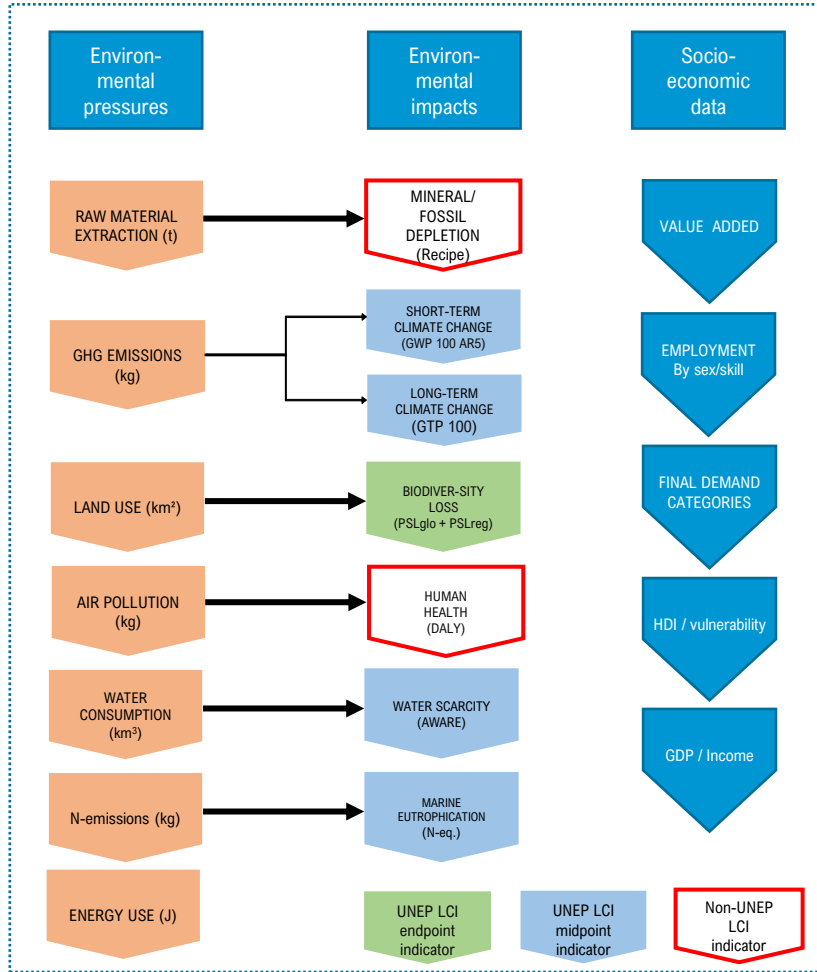 Environ-
mental
pressures
Environ-
mental
impacts
Socio-
economic
data
RAW MATERIAL
EXTRACTION (t)
MINERAL/
FOSSIL
DEPLETION
(Recipe)
VALUE ADDED
GHG EMISSIONS
(kg)
SHORT-TERM
CLIMATE CHANGE
(GWP 100 AR5)
LONG-TERM
CLIMATE CHANGE
(GTP 100)
EMPLOYMENT
By sex/skill
LAND USE (km²)
BIODIVER-SITY
LOSS
(PSLglo + PSLreg)
FINAL DEMAND
CATEGORIES
AIR POLLUTION
(kg)
HUMAN
HEALTH
(DALY)
HDI / vulnerability
WATER
CONSUMPTION
(km³)
WATER SCARCITY
(AWARE)
GDP / Income
N-emissions (kg)
MARINE
EUTROPHICATION
(N-eq.)
ENERGY USE (J)
UNEP LCI
endpoint
indicator
UNEP LCI
midpoint
indicator
Non-UNEP
LCI
indicator